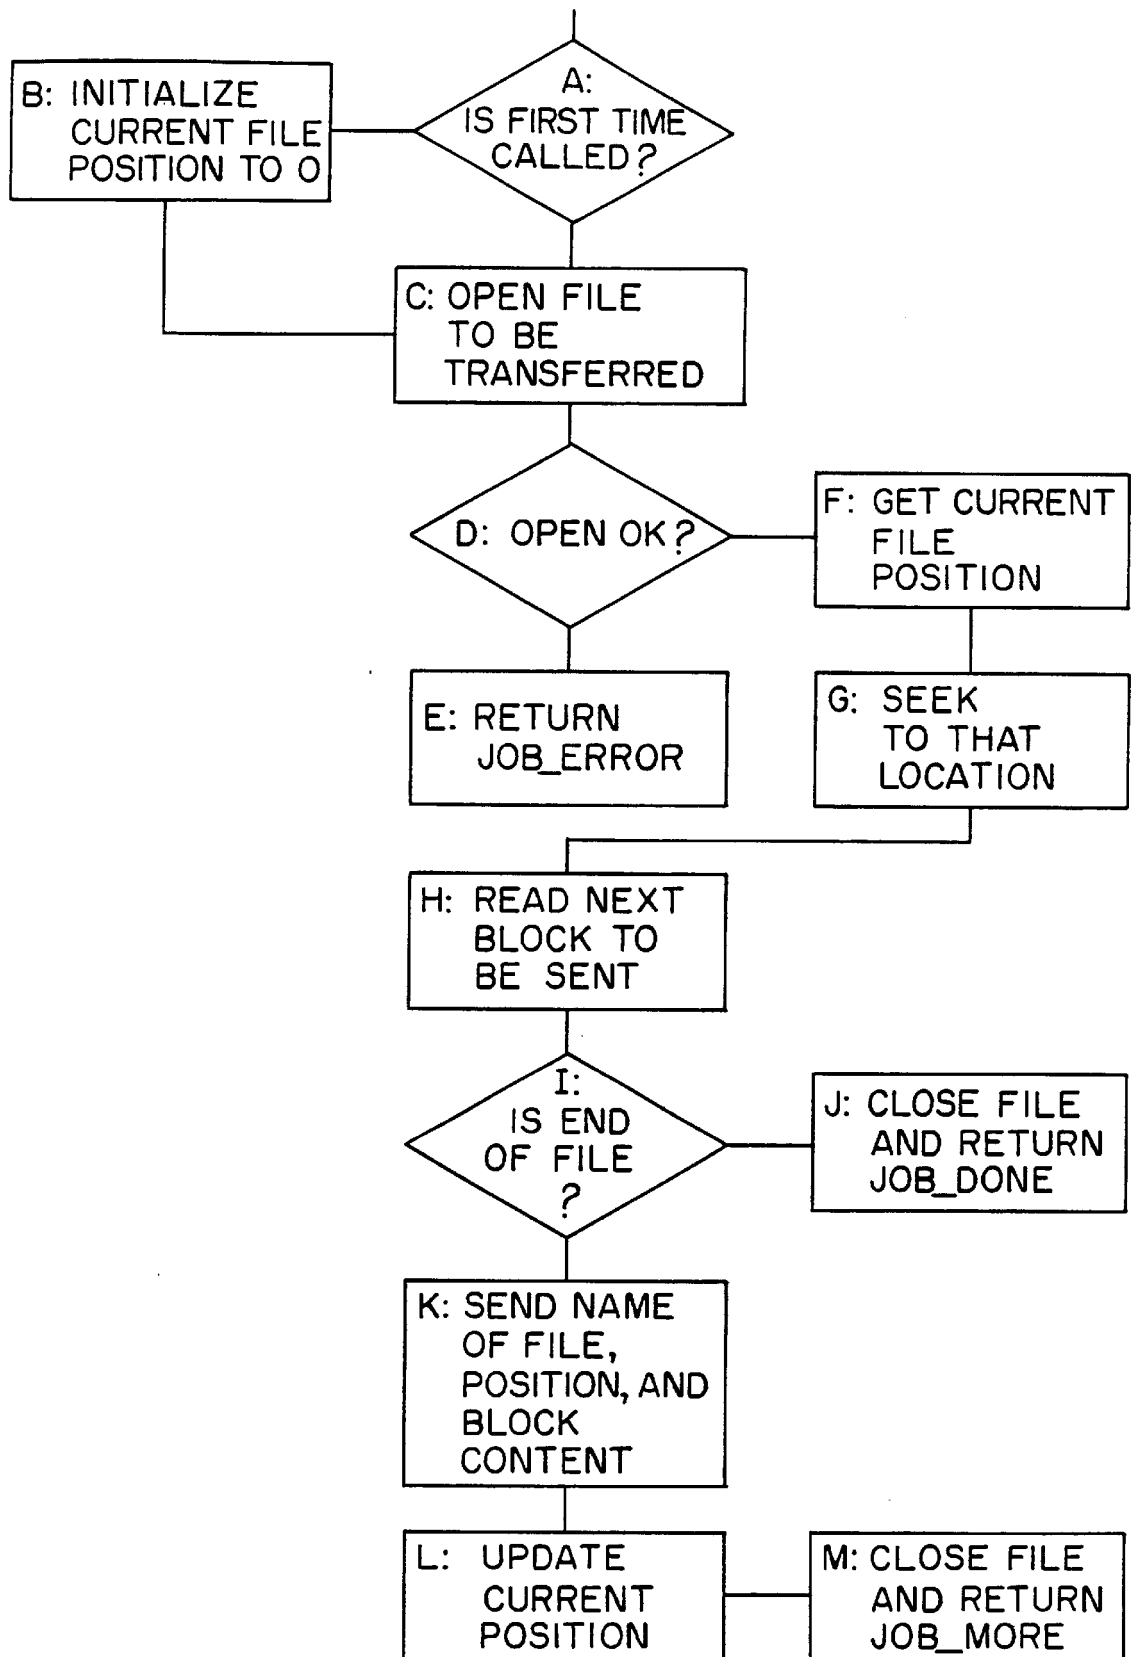 A:
IS FIRST TIME
CALLED?
B: INITIALIZE
CURRENT FILE
POSITION TO 0
C: OPEN FILE
TO BE
TRANSFERRED
D: OPEN OK?
F: GET CURRENT
FILE
POSITION
E: RETURN
JOB_ERROR
G: SEEK
TO THAT
LOCATION
H: READ NEXT
BLOCK TO
BE SENT
I:
IS END
OF FILE
?
J: CLOSE FILE
AND RETURN
JOB_DONE
K: SEND NAME
OF FILE,
POSITION, AND
BLOCK
CONTENT
L: UPDATE
CURRENT
POSITION
M: CLOSE FILE
AND RETURN
JOB_MORE